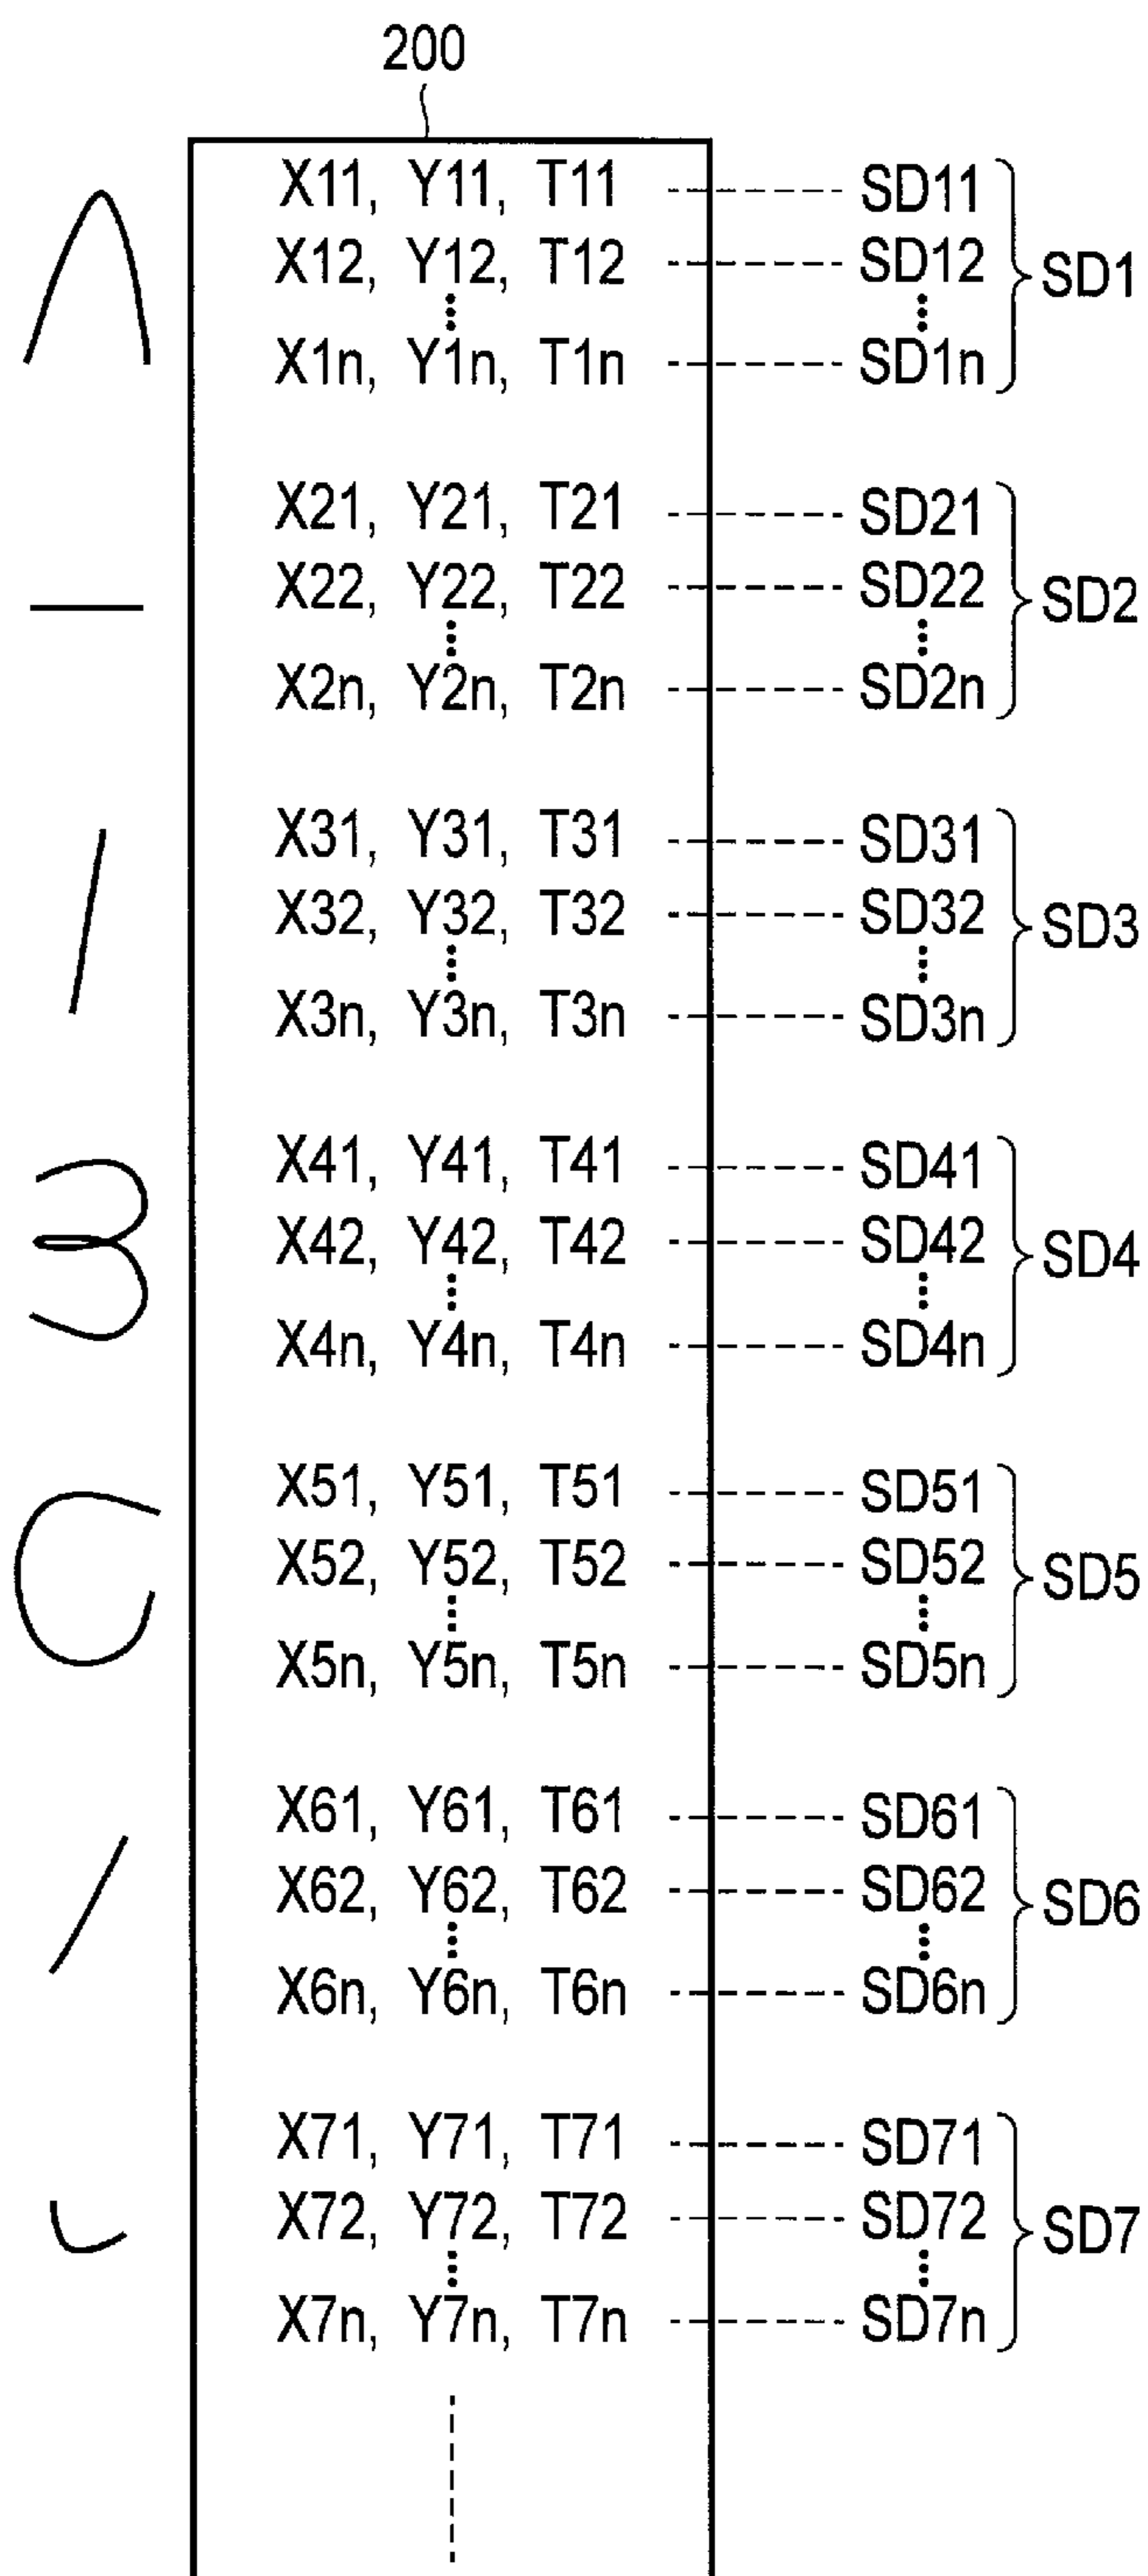 200
X11, Y11, T11 SD11
X12, Y12, T12 SD12
SD1
X1n, Y1n, T1n SD1n
X21, Y21, T21 SD21
X22, Y22, T22 SD22
SD2
X2n, Y2n, T2n SD2n
X31, Y31, T31 SD31
X32, Y32, T32 SD32
SD3
X3n, Y3n, T3n SD3n
X41, Y41, T41 SD41
X42, Y42, T42 SD42
SD4
X4n, Y4n, T4n SD4n
X51, Y51, T51 SD51
X52, Y52, T52 SD52
SD5
X5n, Y5n, T5n SD5n
X61, Y61, T61 SD61
X62, Y62, T62 SD62
SD6
X6n, Y6n, T6n SD6n
X71, Y71, T71 SD71
X72, Y72, T72 SD72
SD7
X7n, Y7n, T7n SD7n